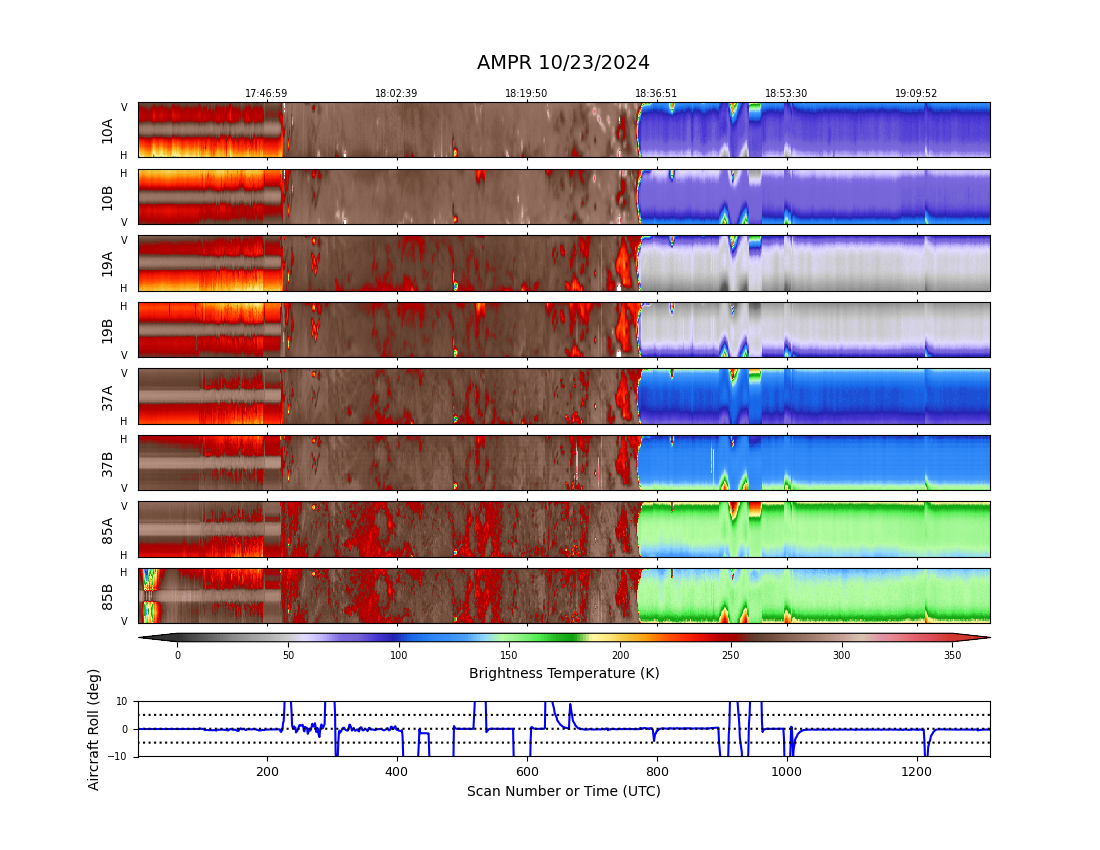 AMPR 10/23/2024
17:46:59 18:02:39 18:19:50 18:36:51 18:53:30 19:09:52
V
10A
H
H
10B
V
V
19A
H
H
19B
V
V
37A
H
H
37B
V
V
85A
H
H
85B
V
0 50 100 150 200 250 300 350
Brightness Temperature (K)
Aircraft Roll (deg)
10
0
−10
200 400 600 800 1000 1200
Scan Number or Time (UTC)